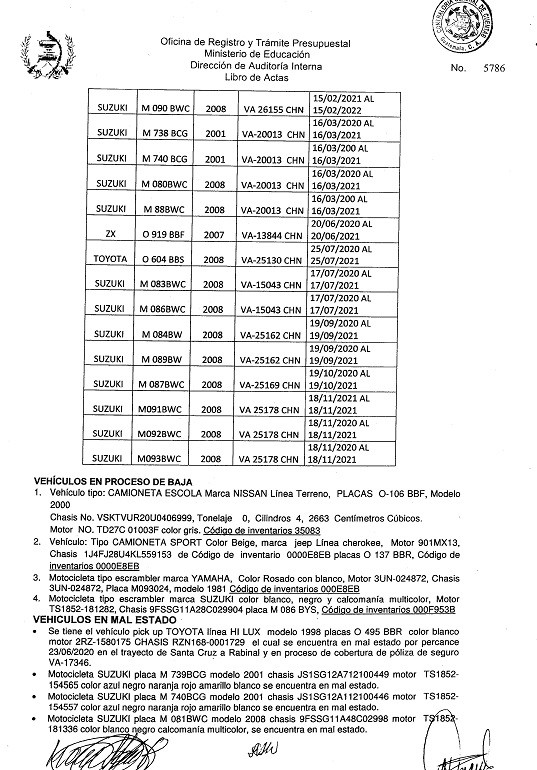 Oficina de Registro y Trámite Presupuestal
Ministerio de Educación
Dirección de Auditoría Interna
Libro de Actas
No. 5786
SUZUKI M 090 BWC 2008 VA 26155 CHN 15/02/2021 AL 15/02/2022
SUZUKI M 738 BCG 2001 VA-20013 CHN 16/03/2020 AL 16/03/2021
SUZUKI M 740 BCG 2001 VA-20013 CHN 16/03/200 AL 16/03/2021
SUZUKI M 080BWC 2008 VA-20013 CHN 16/03/2020 AL 16/03/2021
SUZUKI M 88BWC 2008 VA-20013 CHN 16/03/200 AL 16/03/2021
ZX O 919 BBF 2007 VA-13844 CHN 20/06/2020 AL 20/06/2021
TOYOTA O 604 BBS 2008 VA-25130 CHN 25/07/2020 AL 25/07/2021
SUZUKI M 083BWC 2008 VA-15043 CHN 17/07/2020 AL 17/07/2021
SUZUKI M 086BWC 2008 VA-15043 CHN 17/07/2020 AL 17/07/2021
SUZUKI M 084BW 2008 VA-25162 CHN 19/09/2020 AL 19/09/2021
SUZUKI M 089BW 2008 VA-25162 CHN 19/09/2020 AL 19/09/2021
SUZUKI M 087BWC 2008 VA-25169 CHN 19/10/2020 AL 19/10/2021
SUZUKI M091BWC 2008 VA 25178 CHN 18/11/2021 AL 18/11/2021
SUZUKI M092BWC 2008 VA 25178 CHN 18/11/2020 AL 18/11/2021
SUZUKI M093BWC 2008 VA 25178 CHN 18/11/2020 AL 18/11/2021
VEHÍCULOS EN PROCESO DE BAJA
1. Vehículo tipo: CAMIONETA ESCOLA Marca NISSAN Línea Terreno, PLACAS O-106 BBF, Modelo
2000
Chasis No. VSKTVUR20U0406999, Tonelaje 0, Cilindros 4, 2663 Centímetros Cúbicos.
Motor NO. TD27C 01003F color gris. Código de inventarios 35083
2. Vehículo: Tipo CAMIONETA SPORT Color Beige, marca jeep Línea cherokee, Motor 901MX13,
Chasis 1J4FJ28U4KL559153 de Código de inventario 0000E8EB placas O 137 BBR, Código de
inventarios 0000E8EB
3. Motocicleta tipo escrambler marca YAMAHA, Color Rosado con blanco, Motor 3UN-024872, Chasis
3UN-024872, Placa M093024, modelo 1981 Código de inventarios 000E8EB
4. Motocicleta tipo escrambler marca SUZUKI color blanco, negro y calcomanía multicolor, Motor
TS1852-181282, Chasis 9FSSG11A28C029904 placa M 086 BYS, Código de inventarios 000F953B
VEHICULOS EN MAL ESTADO
• Se tiene el vehículo pick up TOYOTA línea HI LUX modelo 1998 placas O 495 BBR color blanco
motor 2RZ-1580175 CHASIS RZN168-0001729 el cual se encuentra en mal estado por percance
23/06/2020 en el trayecto de Santa Cruz a Rabinal y en proceso de cobertura de póliza de seguro
VA-17346.
• Motocicleta SUZUKI placa M 739BCG modelo 2001 chasis JS1SG12A712100449 motor TS1852-
154565 color azul negro naranja rojo amarillo blanco se encuentra en mal estado.
• Motocicleta SUZUKI placa M 740BCG modelo 2001 chasis JS1SG12A112100446 motor TS1852-
154557 color azul negro naranja rojo amarillo blanco se encuentra en mal estado.
• Motocicleta SUZUKI placa M 081BWC modelo 2008 chasis 9FSSG11A48C02998 motor TS1852-
181336 color blanco negro calcomanía multicolor, se encuentra en mal estado.